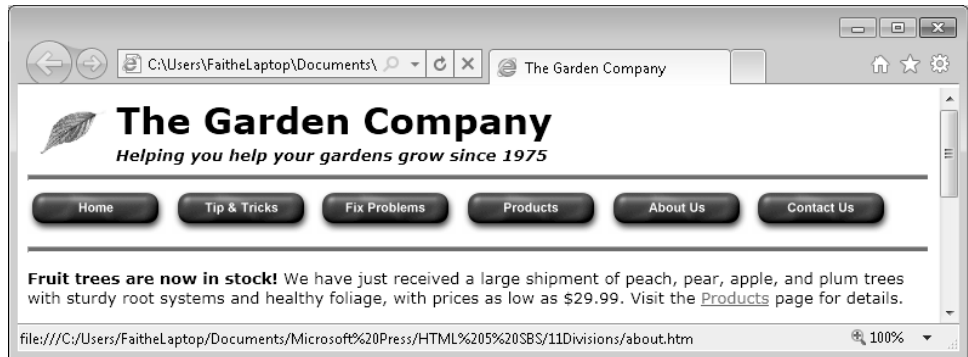 C:\Users\FaitheLaptop\Documents\
The Garden Company
The Garden Company
Helping you help your gardens grow since 1975
Home Tip & Tricks Fix Problems Products About Us Contact Us
Fruit trees are now in stock! We have just received a large shipment of peach, pear, apple, and plum trees
with sturdy root systems and healthy foliage, with prices as low as $29.99. Visit the Products page for details.
file:///C:/Users/FaitheLaptop/Documents/Microsoft%20Press/HTML%205%20SBS/11Divisions/about.htm
100%